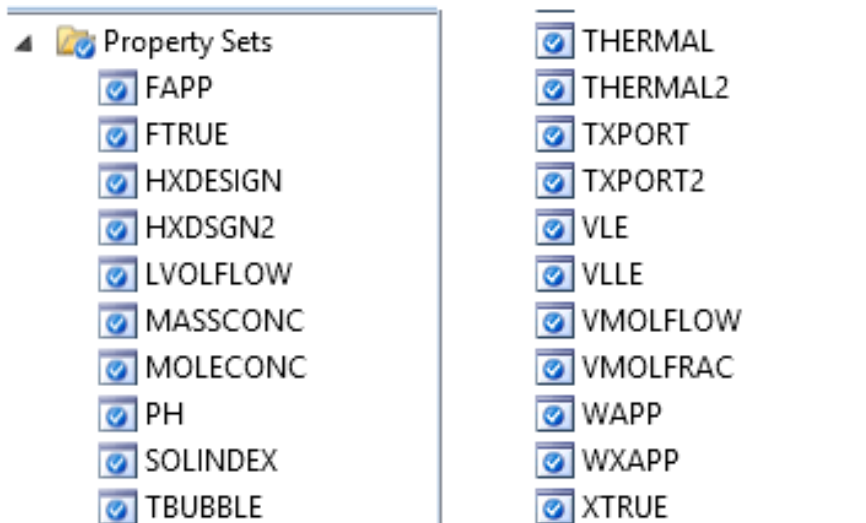 Property Sets
FAPP
FTRUE
HXDESIGN
HXDSGN2
LVOLFLOW
MASSCONC
MOLECONC
PH
SOLINDEX
TBUBBLE
THERMAL
THERMAL2
TXPORT
TXPORT2
VLE
VLLE
VMOLFLOW
VMOLFRAC
WAPP
WXAPP
XTRUE